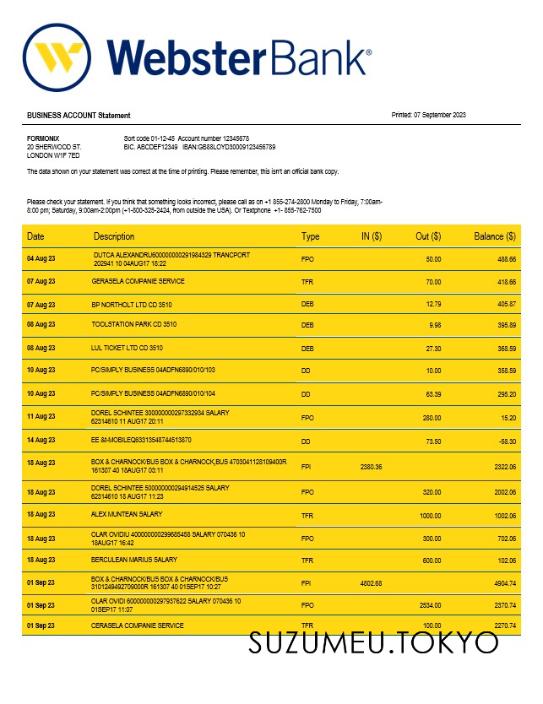 W WebsterBank®
BUSINESS ACCOUNT Statement Printed: 07 September 2023
FORMONIX Sort code 01-12-45 Account number 12345678
20 SHERWOOD ST. BIC. ABCDEF12349 IBAN:GB88LOYD30009123456789
LONDON W1F 7ED
The data shown on your statement was correct at the time of printing. Please remember, this isn't an official bank copy.
Please check your statement. If you think that something looks incorrect, please call as on +1 855-274-2800 Monday to Friday, 7:00am-
8:00 pm; Saturday, 9:00am-2:00pm (+1-800-325-2424, from outside the USA). Or Textphone +1- 855-762-7500
Date Description Type IN ($) Out ($) Balance ($)
04 Aug 23 DUTCA ALEXANDRU600000000291984329 TRANCPORT FPO 50.00 488.66
202941 10 04AUG17 18:22
07 Aug 23 GERASELA COMPANIE SERVICE TFR 70.00 418.66
07 Aug 23 BP NORTHOLT LTD CD 3510 DEB 12.79 405.87
08 Aug 23 TOOLSTATION PARK CD 3510 DEB 9.98 395.89
08 Aug 23 LUL TICKET LTD CD 3510 DEB 27.30 368.59
10 Aug 23 PC/SIMPLY BUSINESS 04ADFN6890/010/103 DD 10.00 358.59
10 Aug 23 PC/SIMPLY BUSINESS 04ADFN6890/010/104 DD 63.39 295.20
11 Aug 23 DOREL SCHINTEE 300000000297332934 SALARY FPO 280.00 15.20
62314610 11 AUG17 20:11
14 Aug 23 EE &t-MOBILEQ63313548744513870 DD 73.50 -58.30
18 Aug 23 BOX & CHARNOCK/BUS BOX & CHARNOCK,BUS 4703041128109400R FPI 2380.36 2322.06
161307 40 18AUG17 03:11
18 Aug 23 DOREL SCHINTEE 500000000294914525 SALARY FPO 320.00 2002.06
62314610 18 AUG17 11:23
18 Aug 23 ALEX MUNTEAN SALARY TFR 1000.00 1002.06
18 Aug 23 OLAR OVIDIU 400000000299685488 SALARY 070436 10 FPO 300.00 702.06
18AUG17 16:42
18 Aug 23 BERCULEAN MARIUS SALARY TFR 600.00 102.06
01 Sep 23 BOX & CHARNOCK/BUS BOX & CHARNOCK/BUS FPI 4802.68 4904.74
3101249492709000R 161307 40 01SEP17 10:27
01 Sep 23 OLAR OVIDI 600000000297937622 SALARY 070436 10 FPO 2534.00 2370.74
01SEP17 11:07
01 Sep 23 CERASELA COMPANIE SERVICE TFR 100.00 2270.74
SUZUMEU.TOKYO